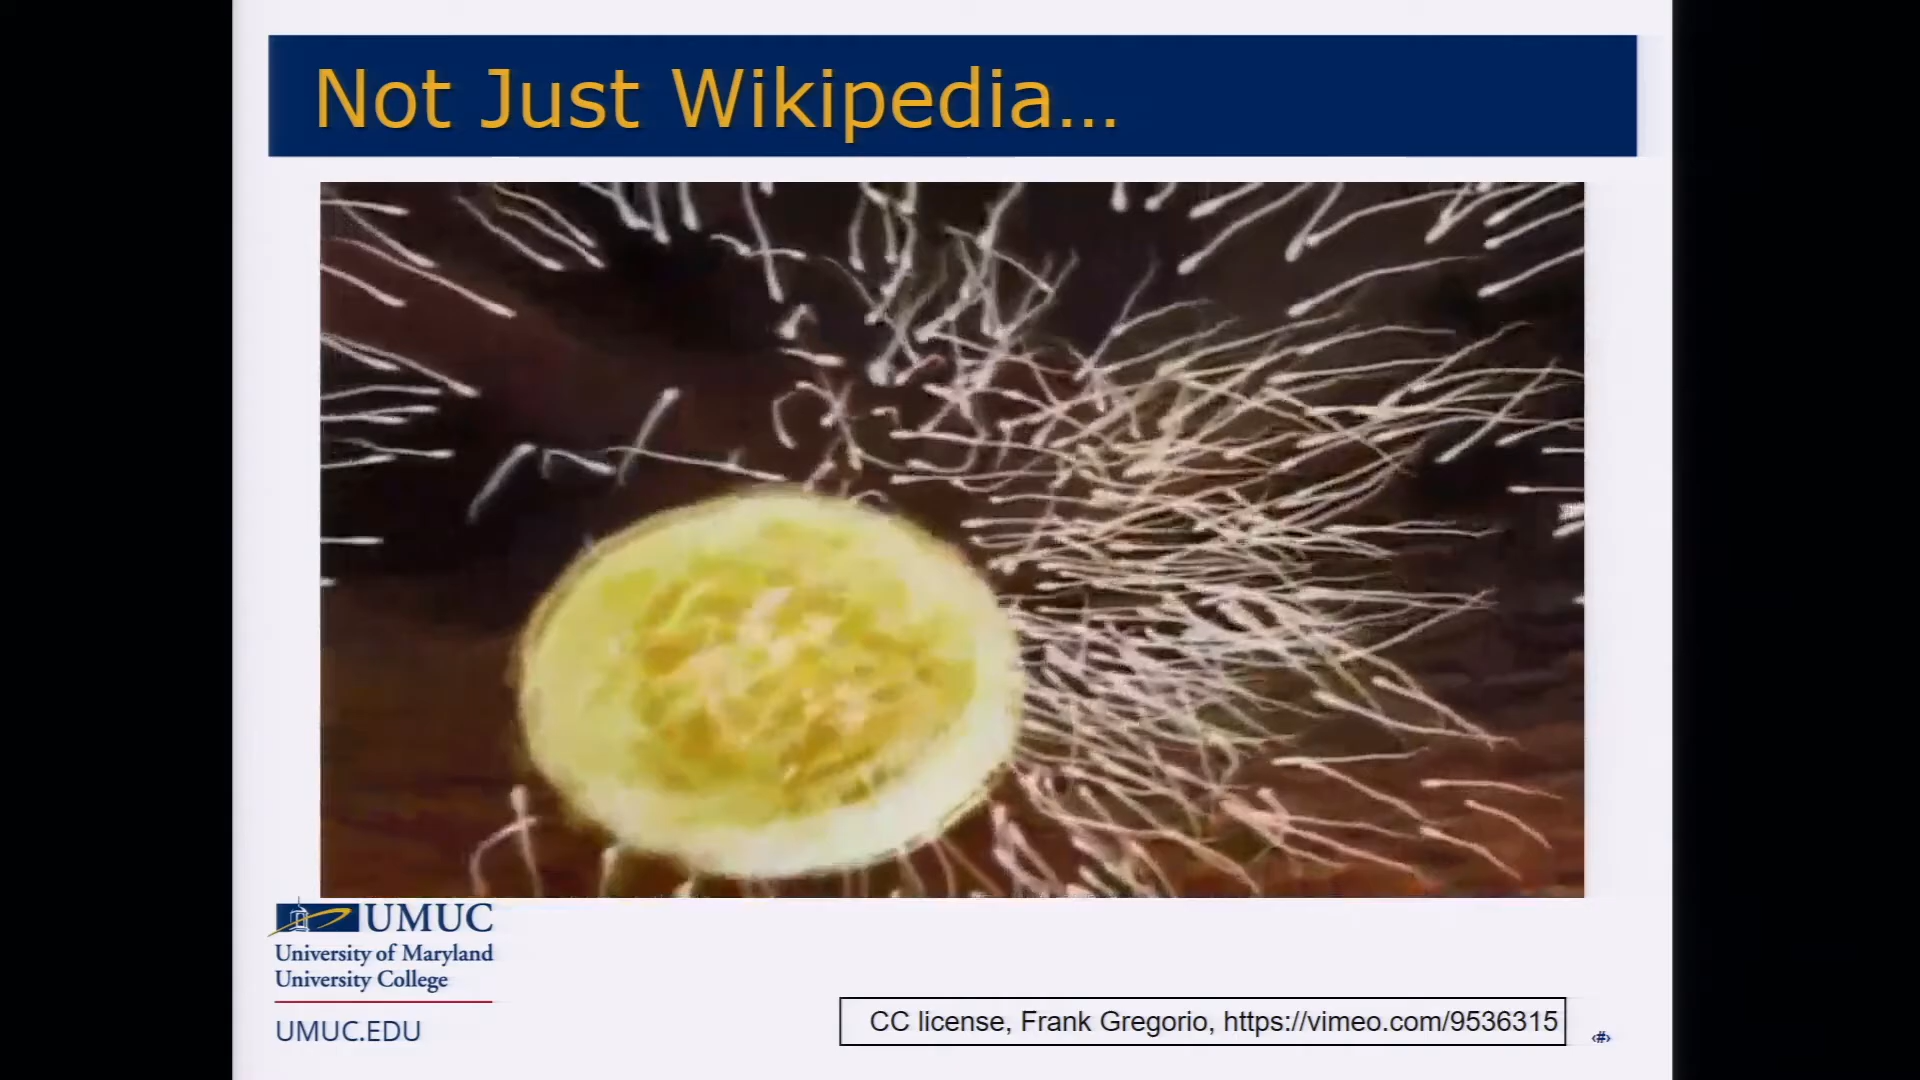 Not Just Wikipedia...
UMUC
University of Maryland
University College
UMUC.EDU
CC license, Frank Gregorio, https://vimeo.com/9536315
‹#›